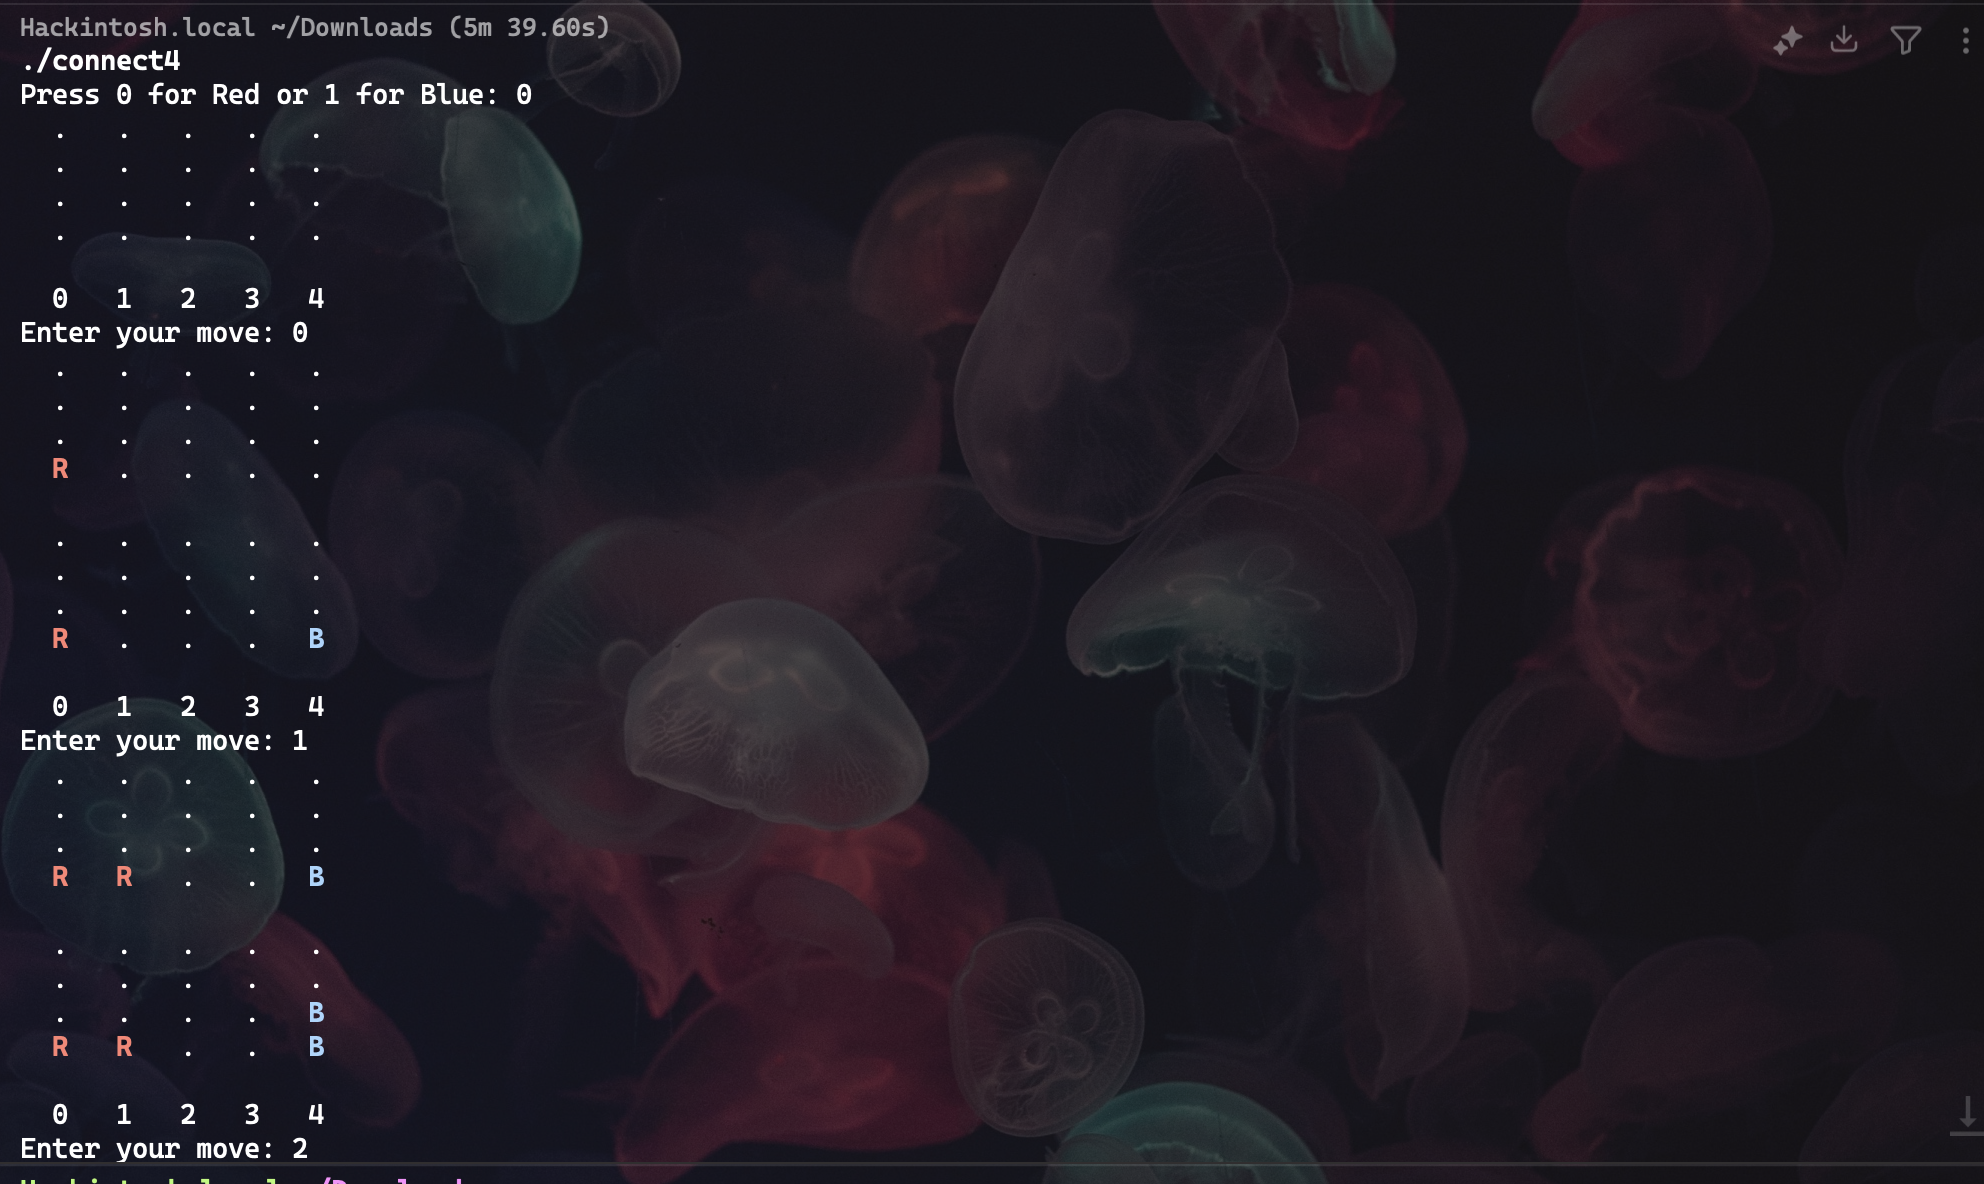 Hackintosh.local ~/Downloads (5m 39.60s)
./connect4
Press 0 for Red or 1 for Blue: 0
. . . . .
. . . . .
. . . . .
. . . . .
0 1 2 3 4
Enter your move: 0
. . . . .
. . . . .
. . . . .
R . . . .
. . . . .
. . . . .
. . . . .
R . . . B
0 1 2 3 4
Enter your move: 1
. . . . .
. . . . .
. . . . .
R R . . B
. . . . .
. . . . .
. . . . B
R R . . B
0 1 2 3 4
Enter your move: 2